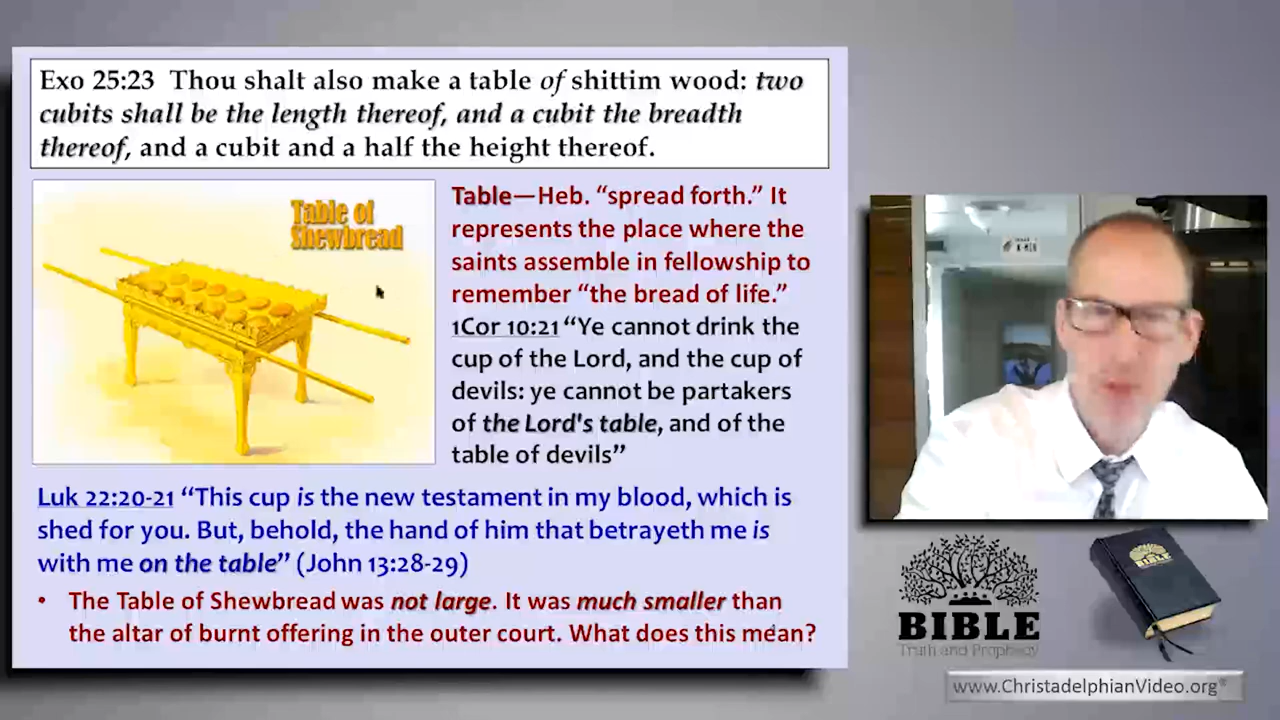 Exo 25:23 Thou shalt also make a table of shittim wood: two
cubits shall be the length thereof, and a cubit the breadth
thereof, and a cubit and a half the height thereof.
Table of
Shewbread
Table—Heb. “spread forth.” It
represents the place where the
saints assemble in fellowship to
remember “the bread of life.”
1Cor 10:21 “Ye cannot drink the
cup of the Lord, and the cup of
devils: ye cannot be partakers
of the Lord's table, and of the
table of devils”
Luk 22:20-21 “This cup is the new testament in my blood, which is
shed for you. But, behold, the hand of him that betrayeth me is
with me on the table” (John 13:28-29)
• The Table of Shewbread was not large. It was much smaller than
the altar of burnt offering in the outer court. What does this mean?
BIBLE
Truth and Prophecy
BIBLE
www.ChristadelphianVideo.org®